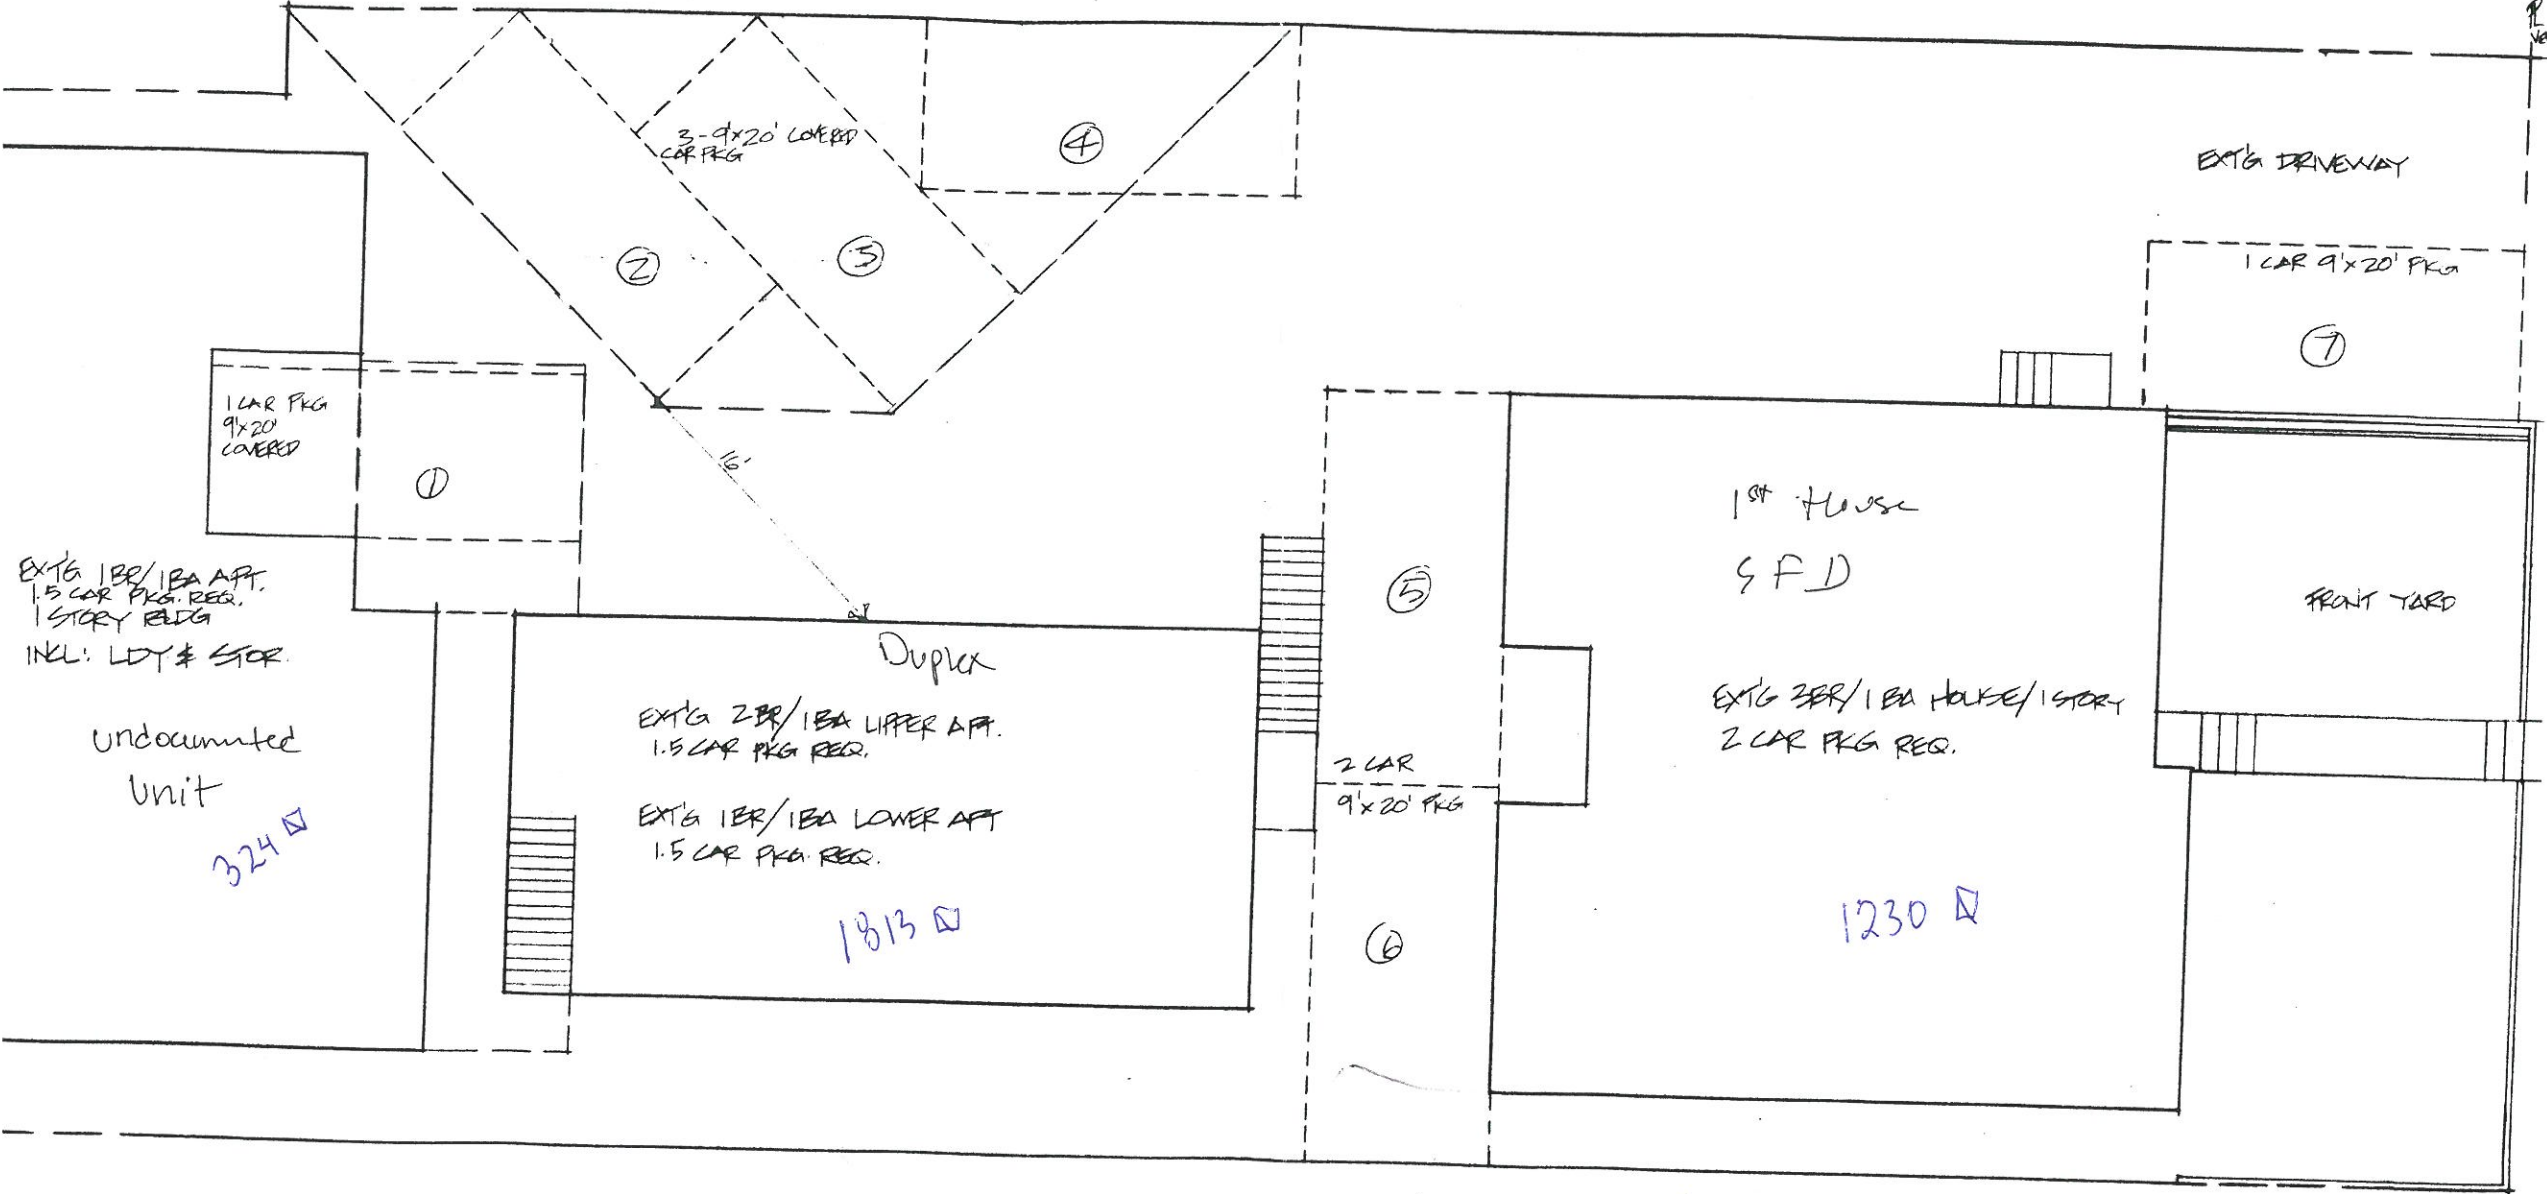 3-9'x20' COVERED
CAR PKG
④
EXT'G DRIVEWAY
②
③
1 CAR 9'x20' PKG
⑦
1 CAR PKG
9'x20'
COVERED
①
16'
1st House
SFD
⑤
FRONT YARD
EXT'G 1BR/1BA APT.
1.5 CAR PKG. REQ.
1 STORY BLDG
INCL: LDY & STOR.
Duplex
EXT'G 2BR/1BA UPPER APT.
1.5 CAR PKG REQ.
EXT'G 3BR/1BA HOUSE/1STORY
2 CAR PKG REQ.
undocumnted
Unit
2 CAR
9'x20' PKG
EXT'G 1BR/1BA LOWER APT
1.5 CAR PKG. REQ.
324
1813
⑥
1230